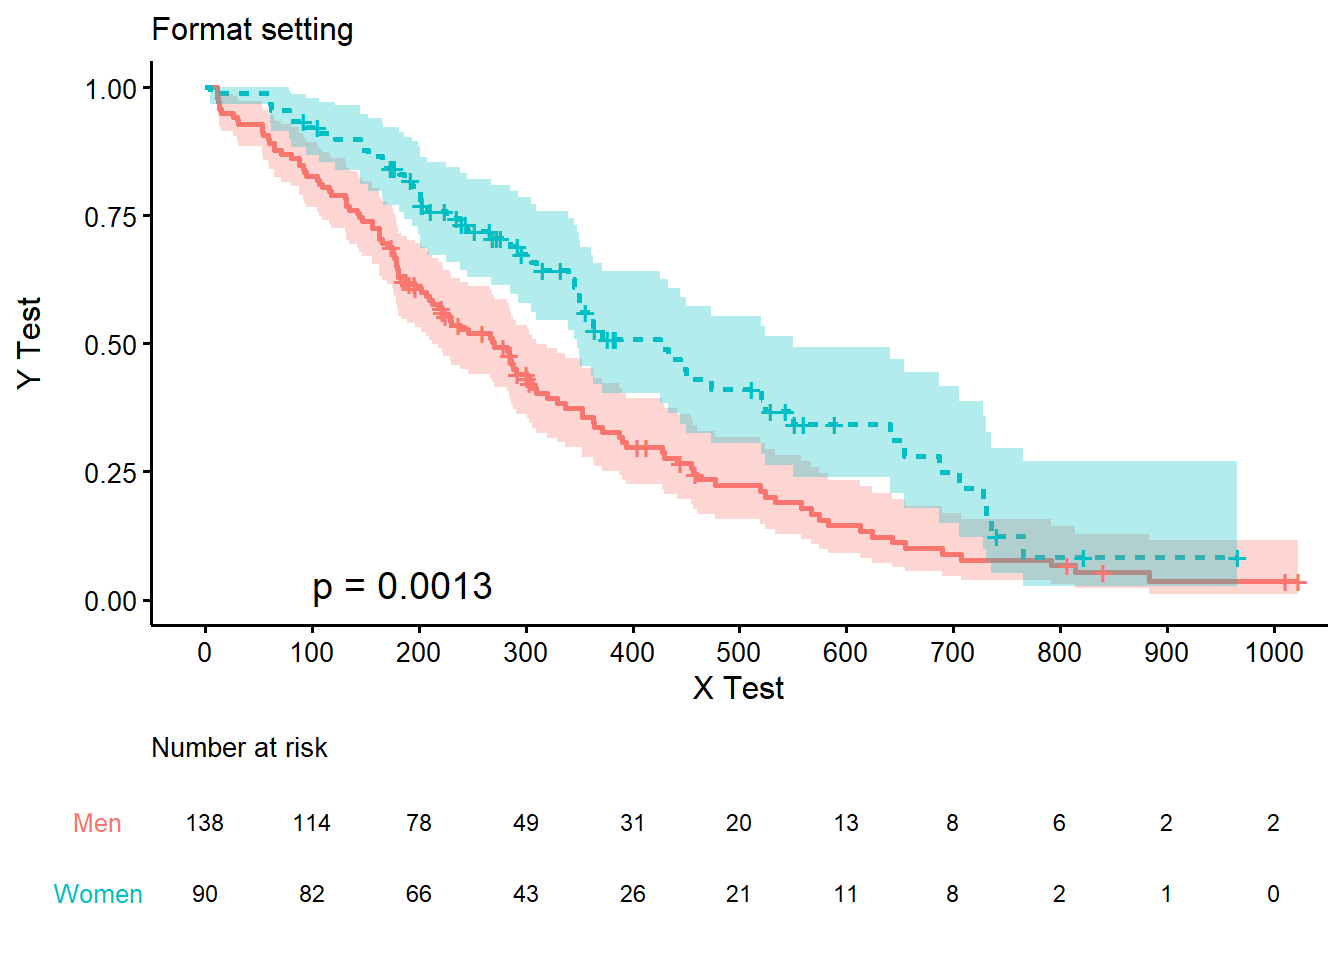 Format setting
1.00
0.75
0.50
0.25
0.00
Y Test
p = 0.0013
0 100 200 300 400 500 600 700 800 900 1000
X Test
Number at risk
Men 138 114 78 49 31 20 13 8 6 2 2
Women 90 82 66 43 26 21 11 8 2 1 0